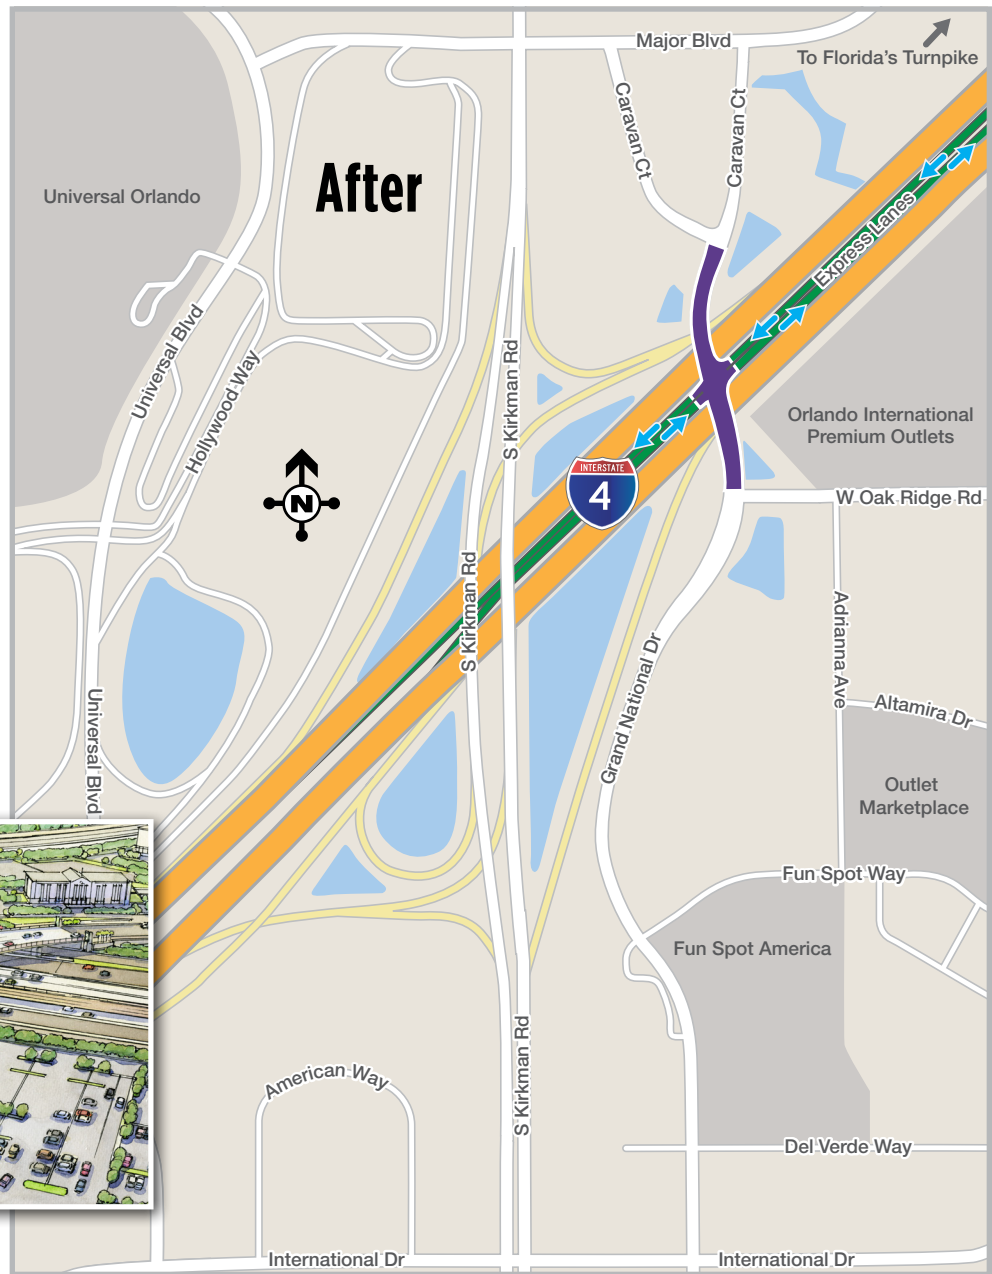 Major Blvd
To Florida's Turnpike
Caravan Ct
Caravan Ct
Universal Orlando
After
Express Lanes
Universal Blvd
Hollywood Way
S Kirkman Rd
Orlando International
Premium Outlets
N
INTERSTATE
4
W Oak Ridge Rd
S Kirkman Rd
Grand National Dr
Adrianna Ave
Altamira Dr
Universal Blvd
Outlet
Marketplace
Fun Spot Way
Fun Spot America
S Kirkman Rd
American Way
Del Verde Way
International Dr
International Dr